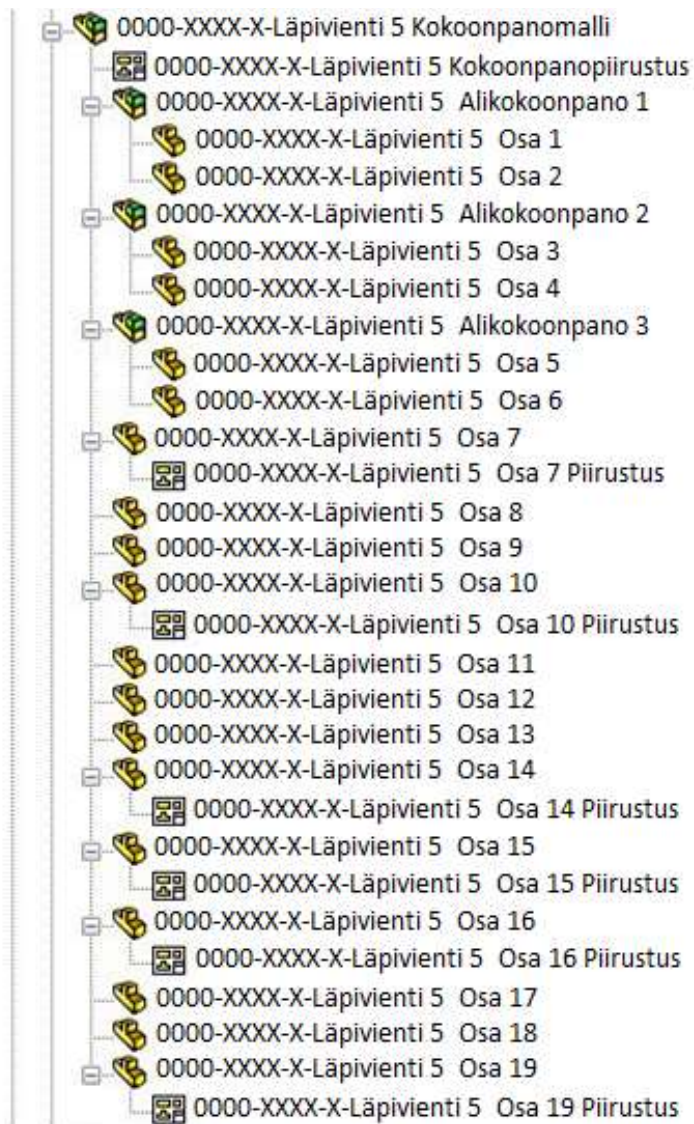 0000-XXXX-X-Läpivienti 5 Kokoonpanomalli
0000-XXXX-X-Läpivienti 5 Kokoonpanopiirustus
0000-XXXX-X-Läpivienti 5 Alikokoonpano 1
0000-XXXX-X-Läpivienti 5 Osa 1
0000-XXXX-X-Läpivienti 5 Osa 2
0000-XXXX-X-Läpivienti 5 Alikokoonpano 2
0000-XXXX-X-Läpivienti 5 Osa 3
0000-XXXX-X-Läpivienti 5 Osa 4
0000-XXXX-X-Läpivienti 5 Alikokoonpano 3
0000-XXXX-X-Läpivienti 5 Osa 5
0000-XXXX-X-Läpivienti 5 Osa 6
0000-XXXX-X-Läpivienti 5 Osa 7
0000-XXXX-X-Läpivienti 5 Osa 7 Piirustus
0000-XXXX-X-Läpivienti 5 Osa 8
0000-XXXX-X-Läpivienti 5 Osa 9
0000-XXXX-X-Läpivienti 5 Osa 10
0000-XXXX-X-Läpivienti 5 Osa 10 Piirustus
0000-XXXX-X-Läpivienti 5 Osa 11
0000-XXXX-X-Läpivienti 5 Osa 12
0000-XXXX-X-Läpivienti 5 Osa 13
0000-XXXX-X-Läpivienti 5 Osa 14
0000-XXXX-X-Läpivienti 5 Osa 14 Piirustus
0000-XXXX-X-Läpivienti 5 Osa 15
0000-XXXX-X-Läpivienti 5 Osa 15 Piirustus
0000-XXXX-X-Läpivienti 5 Osa 16
0000-XXXX-X-Läpivienti 5 Osa 16 Piirustus
0000-XXXX-X-Läpivienti 5 Osa 17
0000-XXXX-X-Läpivienti 5 Osa 18
0000-XXXX-X-Läpivienti 5 Osa 19
0000-XXXX-X-Läpivienti 5 Osa 19 Piirustus